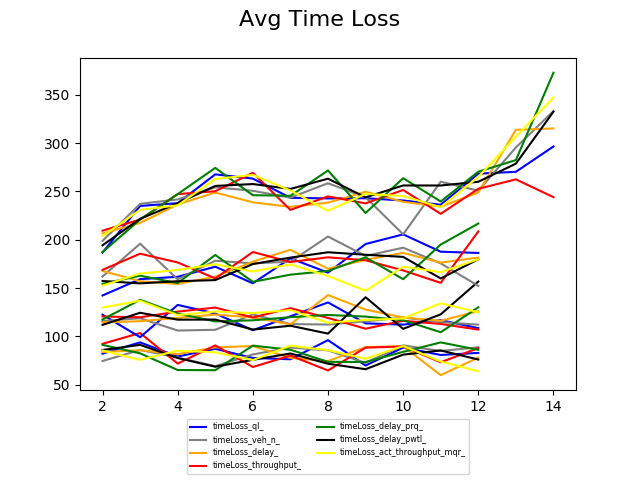 Avg Time Loss
350
300
250
200
150
100
50
2 4 6 8 10 12 14
timeLoss_ql_ timeLoss_delay_prq_
timeLoss_veh_n_ timeLoss_delay_pwtl_
timeLoss_delay_ timeLoss_act_throughput_mqr_
timeLoss_throughput_